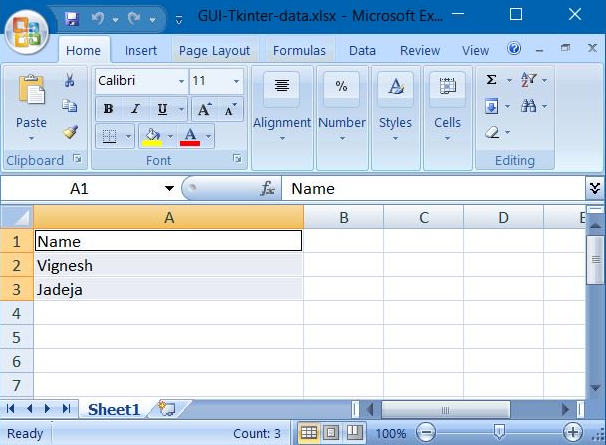 GUI-Tkinter-data.xlsx - Microsoft Ex...
Home Insert Page Layout Formulas Data Review View
Paste
Calibri 11
B I U A A
A
% A Σ A Z
Alignment Number Styles Cells
Clipboard Font Editing
A1 fx Name
A B C D E
1 Name
2 Vignesh
3 Jadeja
4
5
6
7
Sheet1
Ready Count: 3 100%